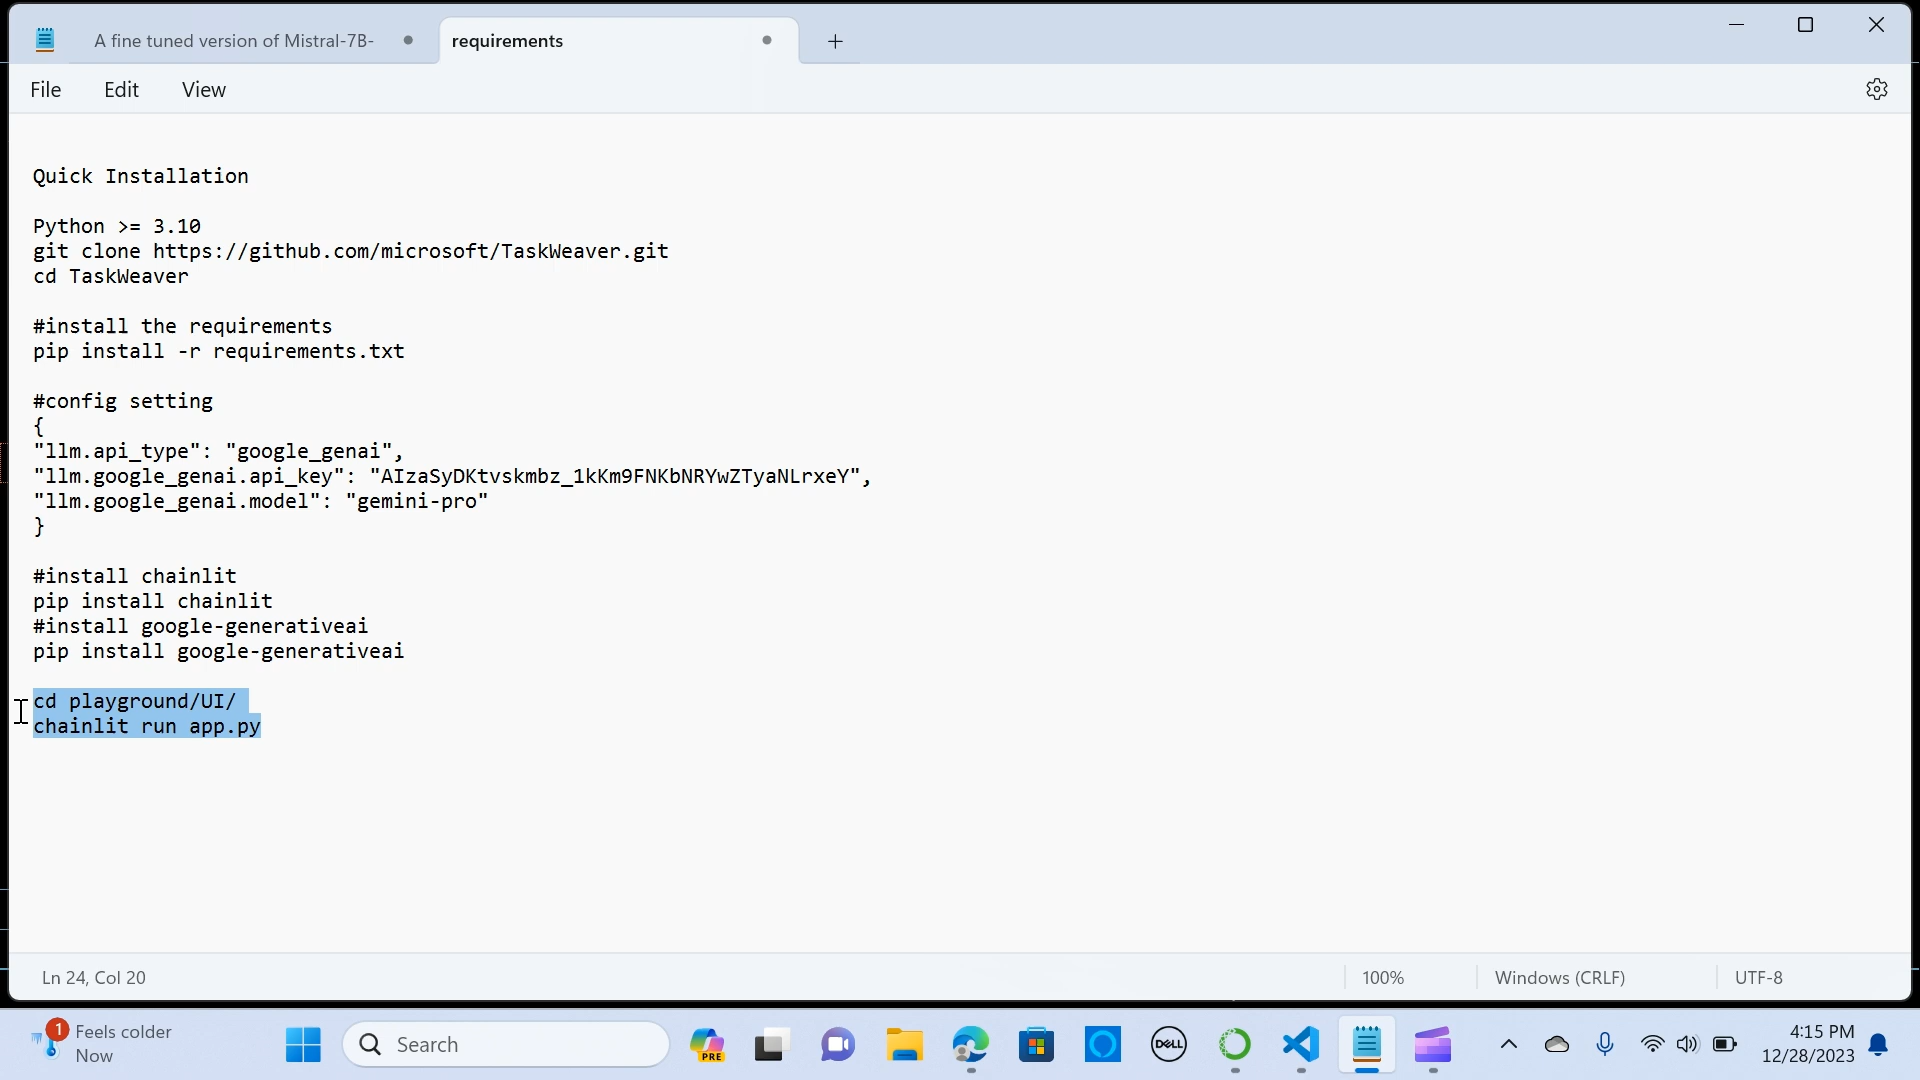 A fine tuned version of Mistral-7B-
requirements
File Edit View
Quick Installation
Python >= 3.10
git clone https://github.com/microsoft/TaskWeaver.git
cd TaskWeaver
#install the requirements
pip install -r requirements.txt
#config setting
{
"llm.api_type": "google_genai",
"llm.google_genai.api_key": "AIzaSyDKtvskmbz_1kKm9FNKbNRYwZTyaNLrxeY",
"llm.google_genai.model": "gemini-pro"
}
#install chainlit
pip install chainlit
#install google-generativeai
pip install google-generativeai
cd playground/UI/
chainlit run app.py
Ln 24, Col 20
100%
Windows (CRLF)
UTF-8
1
Feels colder
Now
Search
PRE
DELL
4:15 PM
12/28/2023